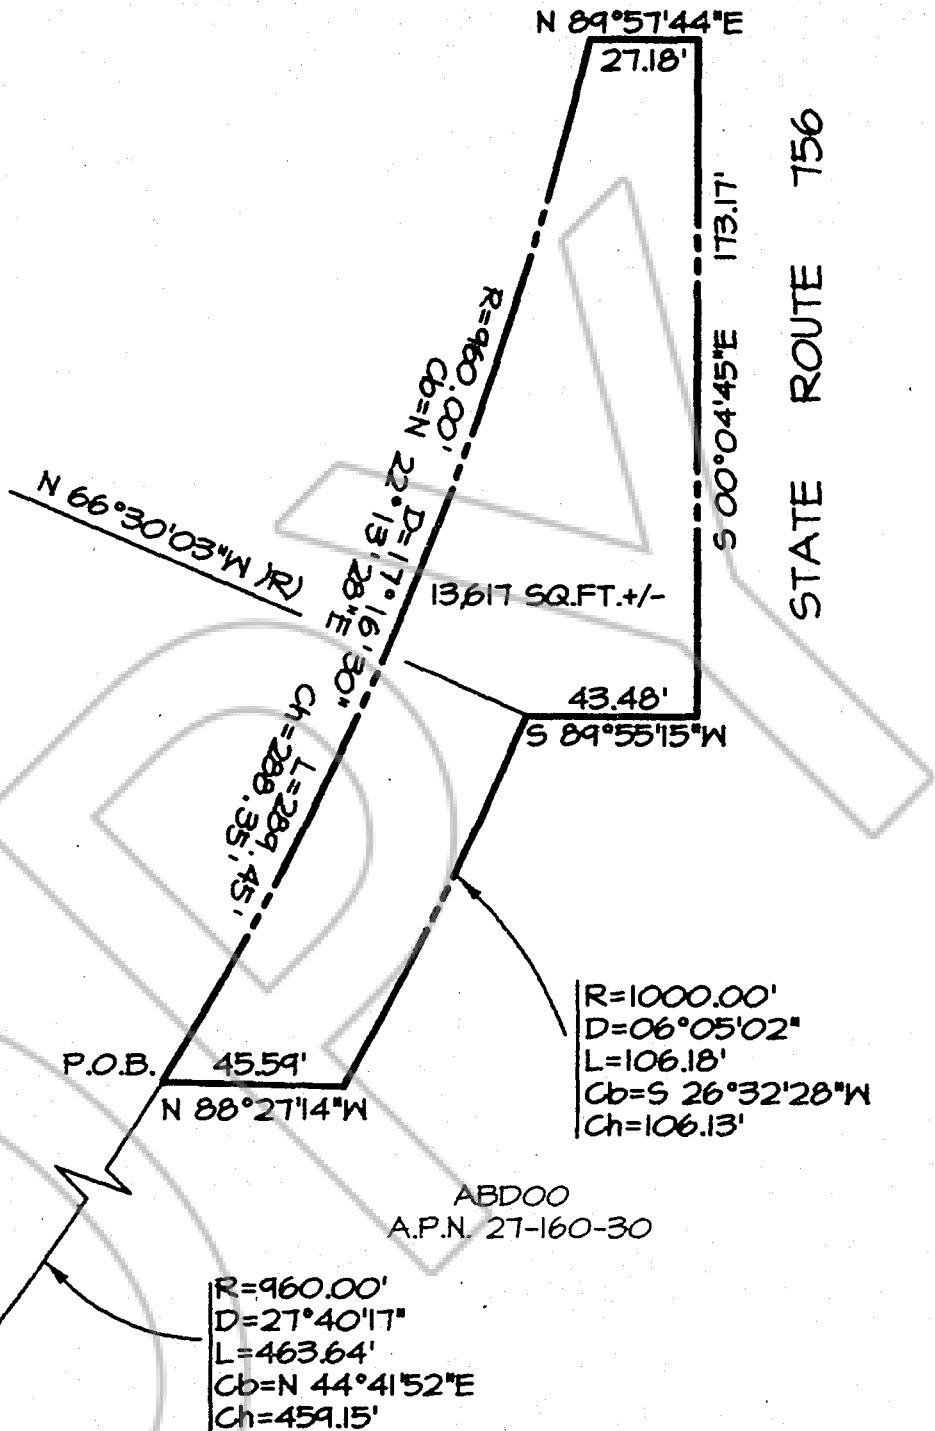 N 89°57'44"E
27.18'
STATE ROUTE 756
S 00°04'45"E 173.17'
R=960.00' D=17°16'30" L=289.45'
Cb=N 22°13'28"E Ch=288.35'
N 66°30'03"W (R)
13,617 SQ.FT.+/-
43.48'
S 89°55'15"W
R=1000.00'
D=06°05'02"
L=106.18'
Cb=S 26°32'28"W
Ch=106.13'
P.O.B.
45.59'
N 88°27'14"W
ABDOO
A.P.N. 27-160-30
R=960.00'
D=27°40'17"
L=463.64'
Cb=N 44°41'52"E
Ch=459.15'